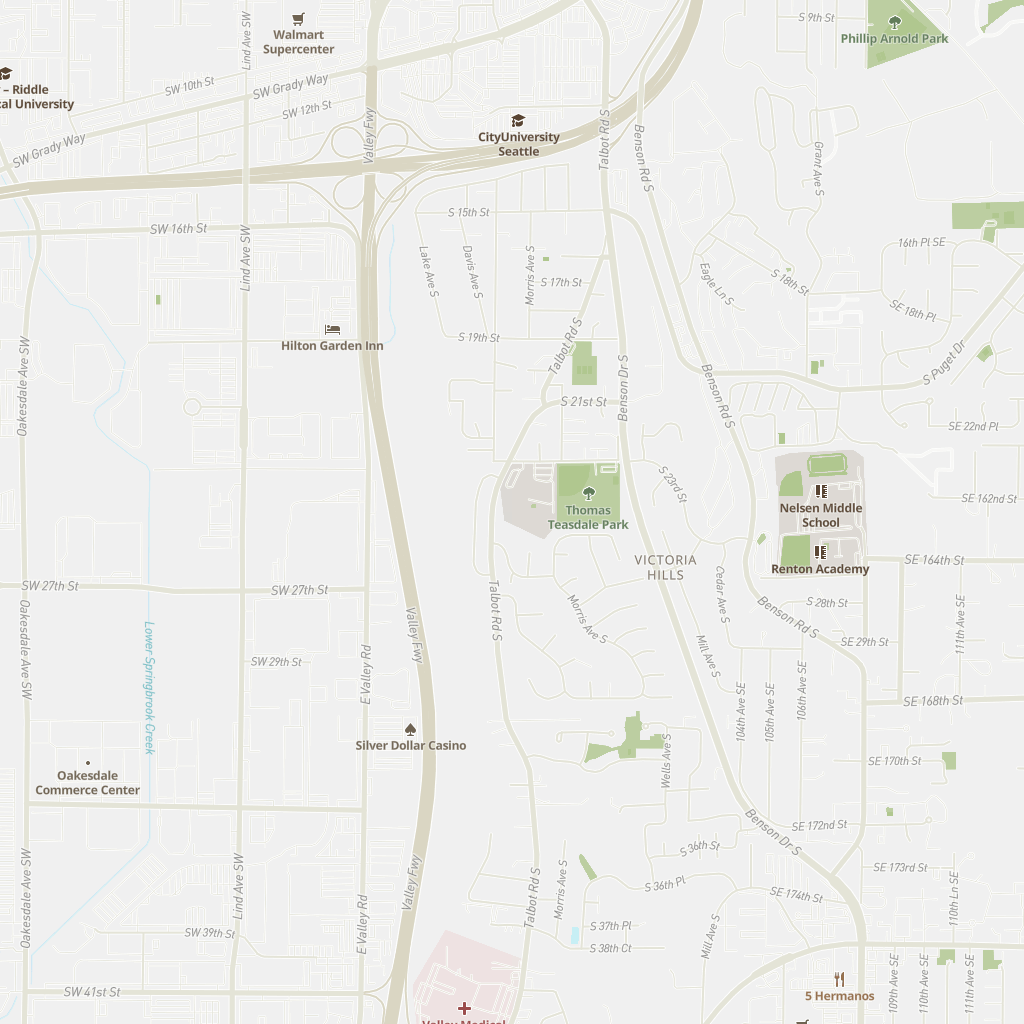 Walmart
Supercenter
Lind Ave SW
S 9th St
Phillip Arnold Park
– Riddle
cal University
SW 10th St
SW Grady Way
SW 12th St
SW Grady Way
Valley Fwy
CityUniversity
Seattle
Talbot Rd S
Benson Rd S
Grant Ave S
S 15th St
SW 16th St
Lind Ave SW
Lake Ave S
Davis Ave S
Morris Ave S
S 17th St
Eagle Ln S
S 18th St
16th Pl SE
SE 18th Pl
Hilton Garden Inn
S 19th St
Talbot Rd S
Oakesdale Ave SW
Benson Dr S
Benson Rd S
S Puget Dr
S 21st St
SE 22nd Pl
S 23rd St
Thomas
Teasdale Park
Nelsen Middle
School
SE 162nd St
VICTORIA
HILLS
Renton Academy
SE 164th St
SW 27th St
SW 27th St
Oakesdale Ave SW
Lower Springbrook Creek
Talbot Rd S
Valley Fwy
Morris Ave S
Cedar Ave S
Benson Rd S
S 28th St
111th Ave SE
SE 29th St
Mill Ave S
SW 29th St
E Valley Rd
104th Ave SE
105th Ave SE
106th Ave SE
SE 168th St
Silver Dollar Casino
Wells Ave S
SE 170th St
Oakesdale
Commerce Center
Benson Dr S
SE 172nd St
S 36th St
Oakesdale Ave SW
Lind Ave SW
Valley Fwy
E Valley Rd
Talbot Rd S
Morris Ave S
S 36th Pl
SE 173rd St
SE 174th St
110th Ln SE
SW 39th St
S 37th Pl
S 38th Ct
Mill Ave S
SW 41st St
5 Hermanos
109th Ave SE
110th Ave SE
111th Ave SE
Valley Medical